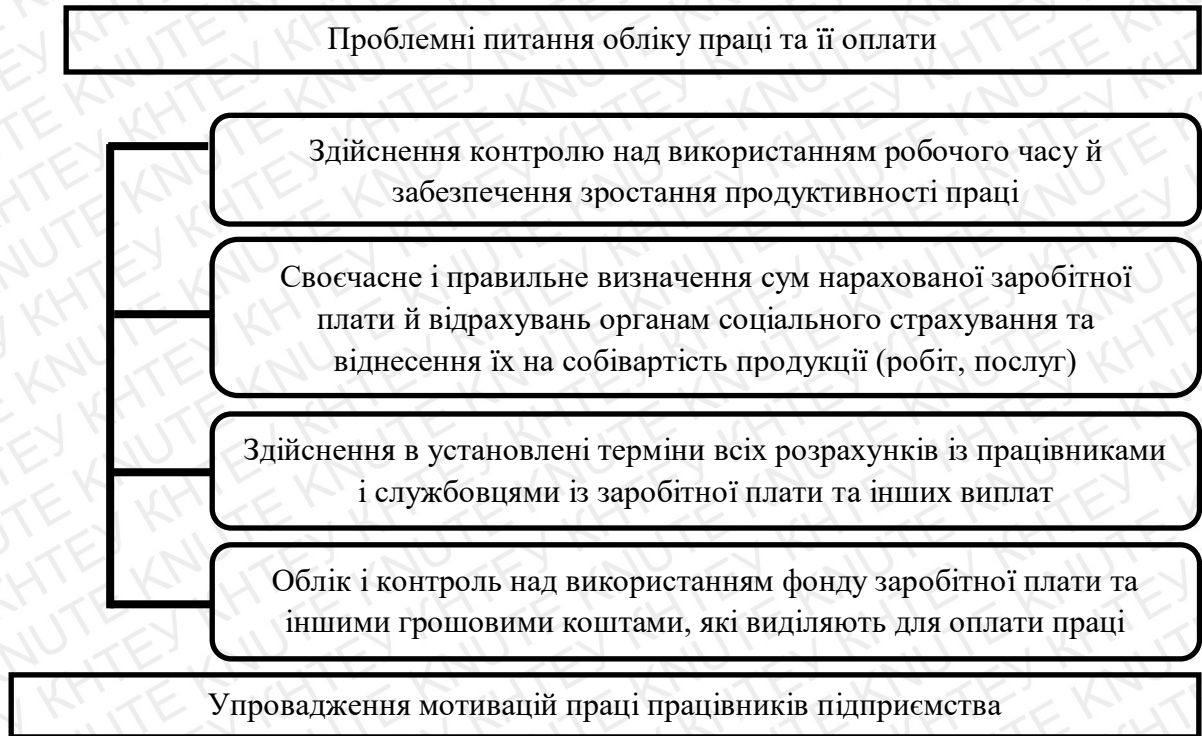 Проблемні питання обліку праці та її оплати
Здійснення контролю над використанням робочого часу й
забезпечення зростання продуктивності праці
Своєчасне і правильне визначення сум нарахованої заробітної
плати й відрахувань органам соціального страхування та
віднесення їх на собівартість продукції (робіт, послуг)
Здійснення в установлені терміни всіх розрахунків із працівниками
і службовцями із заробітної плати та інших виплат
Облік і контроль над використанням фонду заробітної плати та
іншими грошовими коштами, які виділяють для оплати праці
Упровадження мотивацій праці працівників підприємства